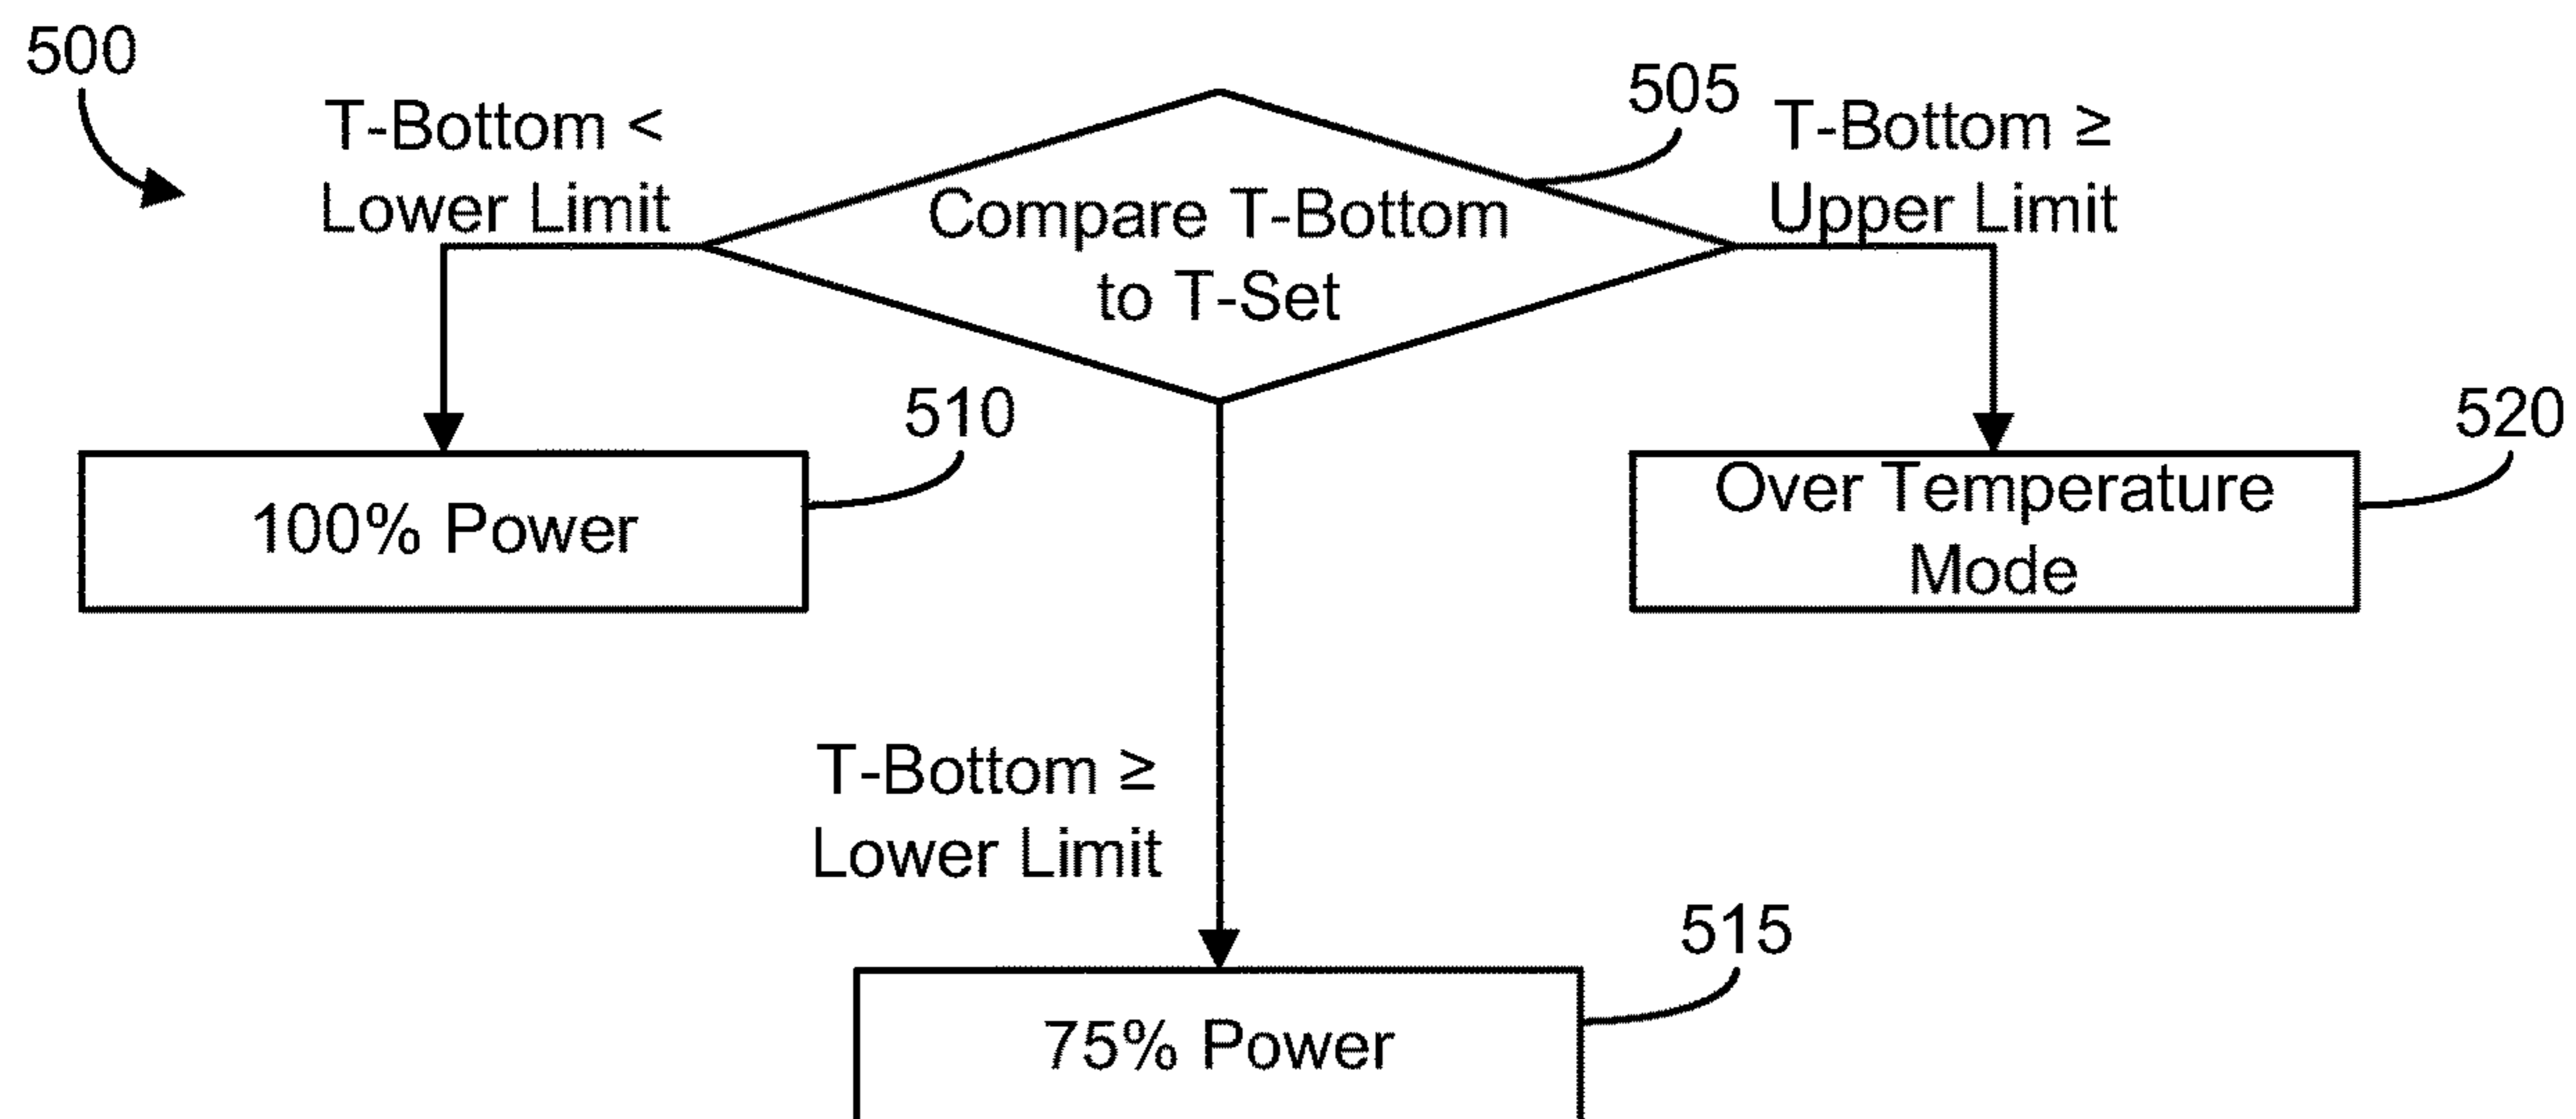 500
T-Bottom <
Lower Limit
505
T-Bottom ≥
Upper Limit
Compare T-Bottom
to T-Set
510
520
100% Power
Over Temperature
Mode
T-Bottom ≥
Lower Limit
515
75% Power